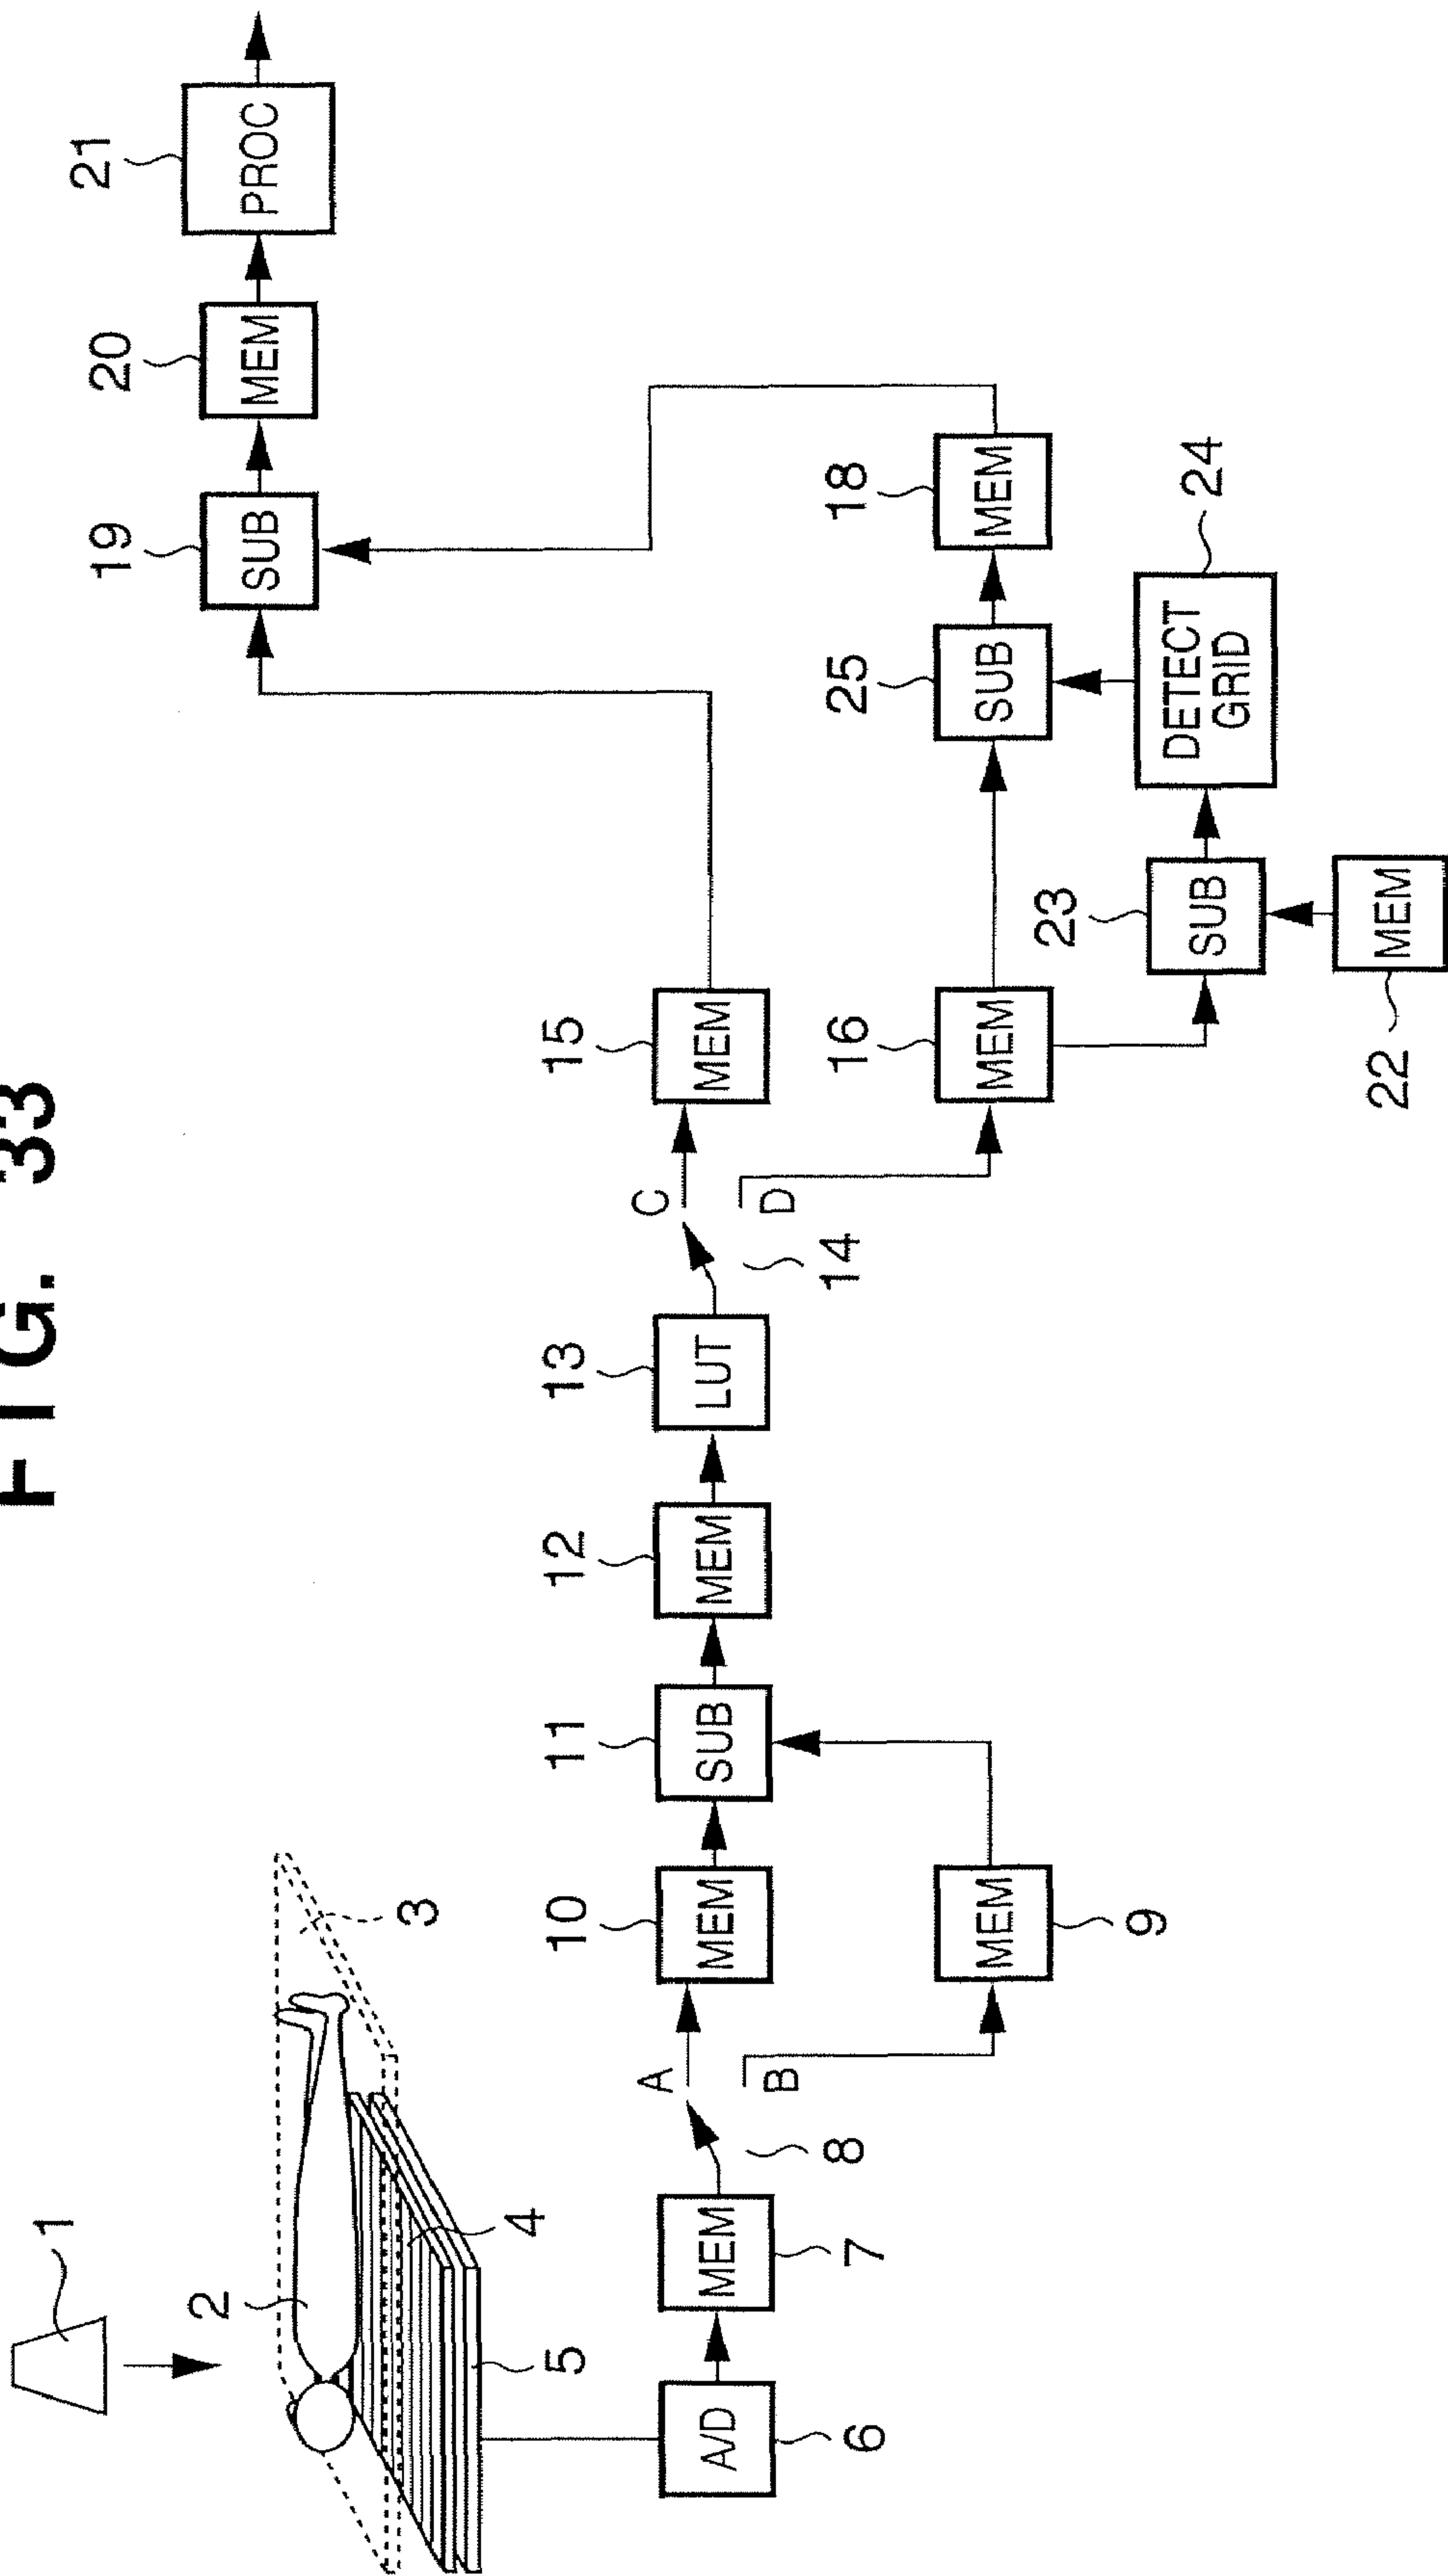 FIG. 33
1
2
3
4
5
A/D
6
MEM
7
8
A
B
10
MEM
MEM
9
11
SUB
12
MEM
13
LUT
14
C
D
15
MEM
16
MEM
22
MEM
23
SUB
24
DETECT
GRID
25
SUB
18
MEM
19
SUB
20
MEM
21
PROC